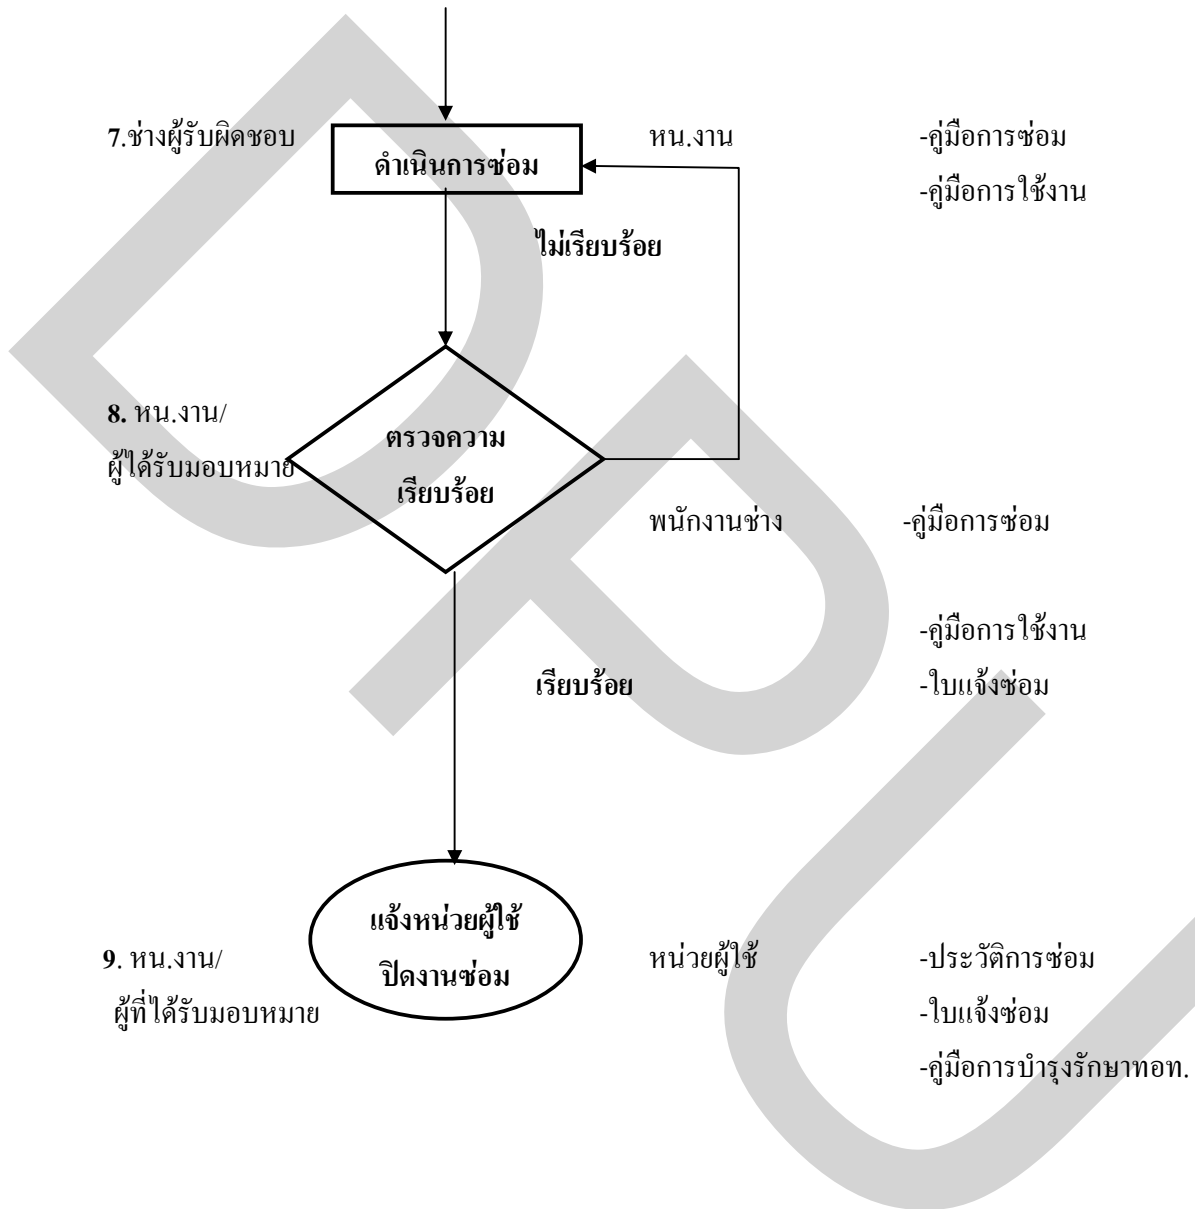 7.ช่างผู้รับผิดชอบ
ดำเนินการซ่อม
หน.งาน
-คู่มือการซ่อม
-คู่มือการใช้งาน
ไม่เรียบร้อย
8. หน.งาน/
ผู้ได้รับมอบหมาย
ตรวจความ
เรียบร้อย
พนักงานช่าง
-คู่มือการซ่อม
-คู่มือการใช้งาน
เรียบร้อย
-ใบแจ้งซ่อม
แจ้งหน่วยผู้ใช้
ปิดงานซ่อม
9. หน.งาน/
ผู้ที่ได้รับมอบหมาย
หน่วยผู้ใช้
-ประวัติการซ่อม
-ใบแจ้งซ่อม
-คู่มือการบำรุงรักษาทอท.
DPU